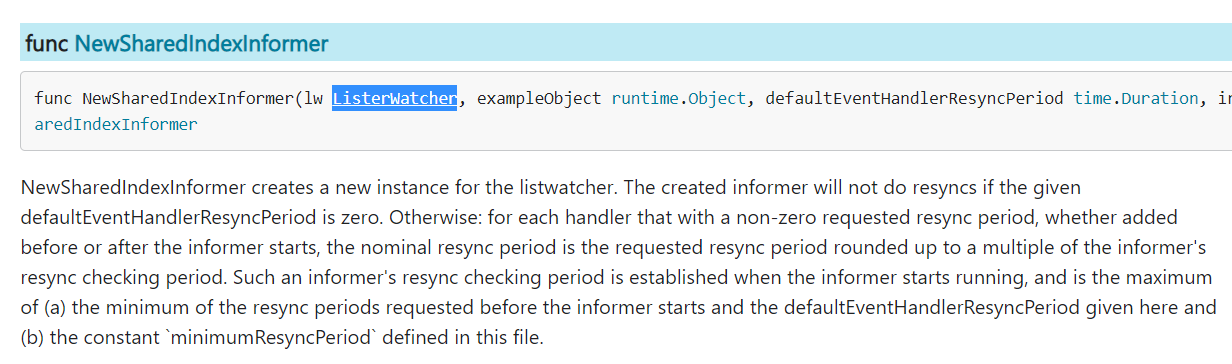 func NewSharedIndexInformer
func NewSharedIndexInformer(lw ListerWatcher, exampleObject runtime.Object, defaultEventHandlerResyncPeriod time.Duration, in
aredIndexInformer
NewSharedIndexInformer creates a new instance for the listwatcher. The created informer will not do resyncs if the given
defaultEventHandlerResyncPeriod is zero. Otherwise: for each handler that with a non-zero requested resync period, whether added
before or after the informer starts, the nominal resync period is the requested resync period rounded up to a multiple of the informer's
resync checking period. Such an informer's resync checking period is established when the informer starts running, and is the maximum
of (a) the minimum of the resync periods requested before the informer starts and the defaultEventHandlerResyncPeriod given here and
(b) the constant `minimumResyncPeriod` defined in this file.